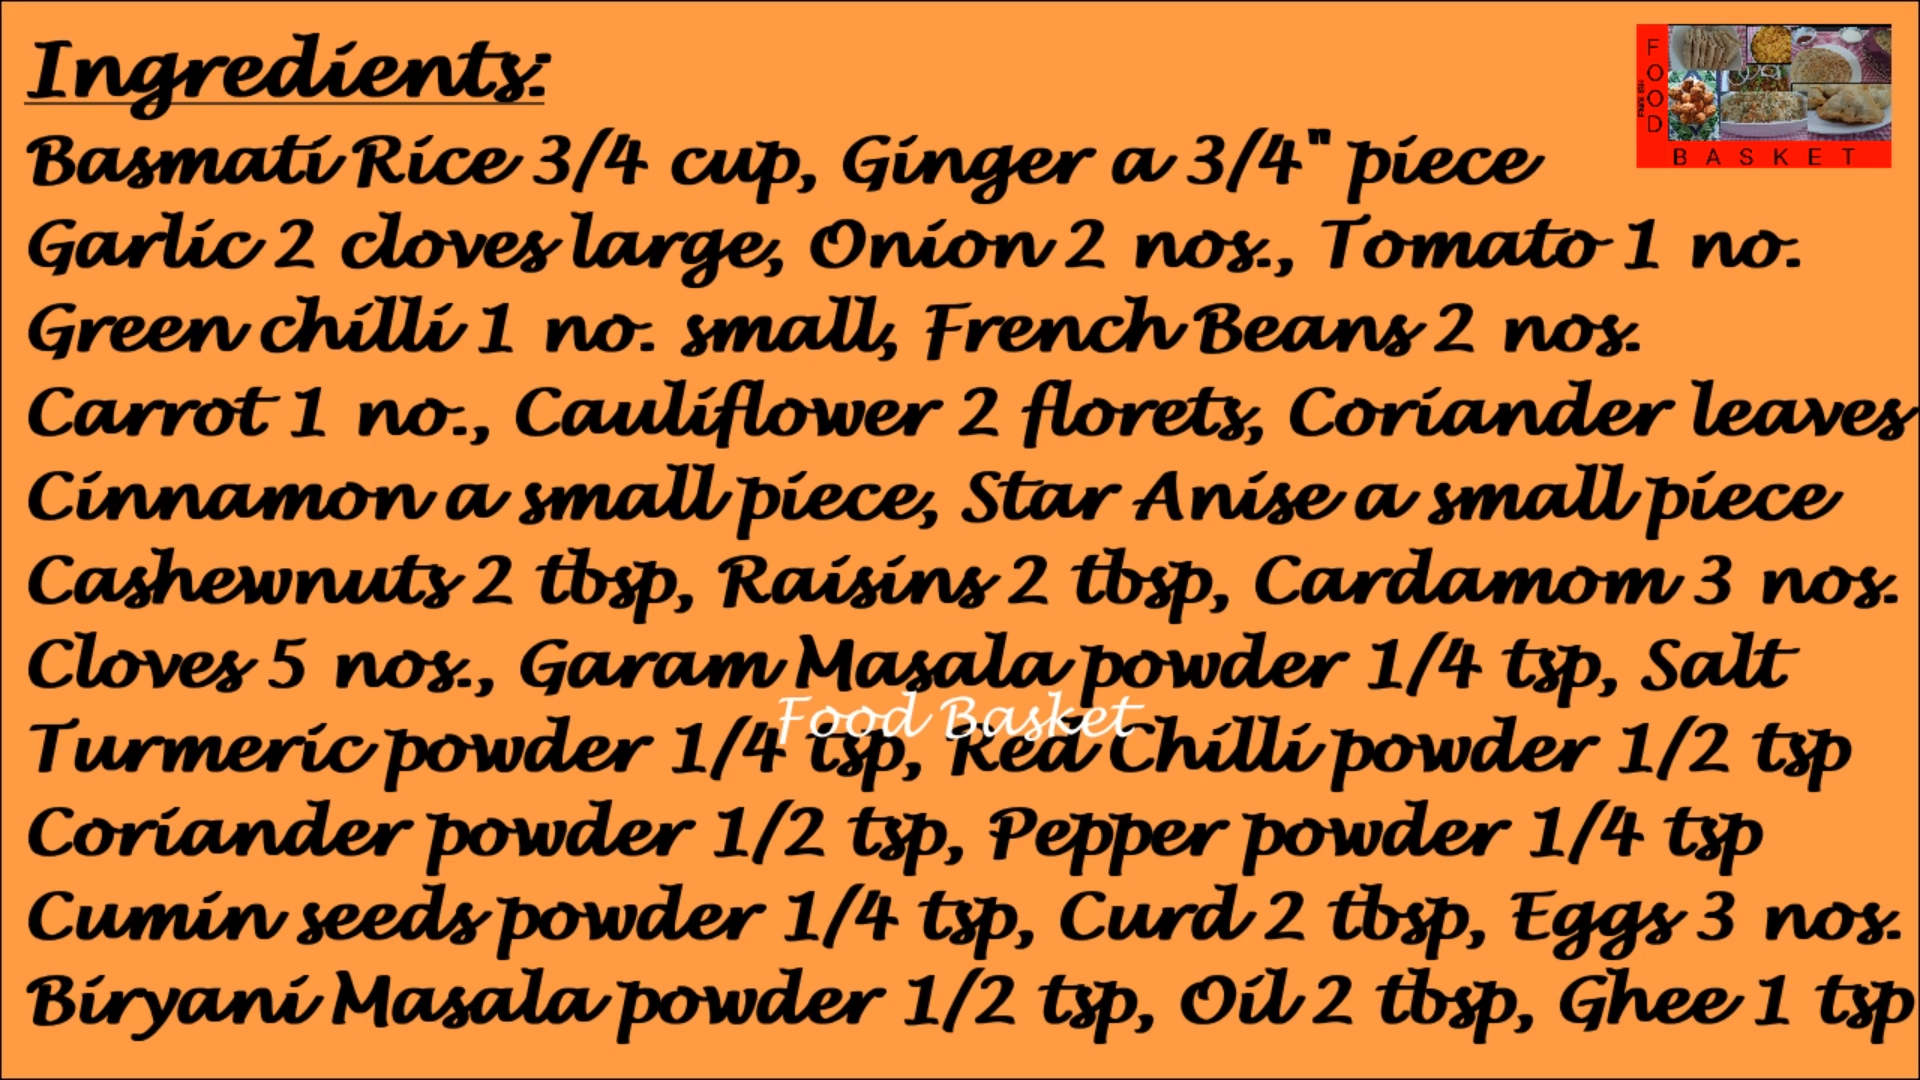 Ingredients:
Basmati Rice 3/4 cup, Ginger a 3/4" piece
Garlic 2 cloves large, Onion 2 nos., Tomato 1 no.
Green chilli 1 no. small, French Beans 2 nos.
Carrot 1 no., Cauliflower 2 florets, Coriander leaves
Cinnamon a small piece, Star Anise a small piece
Cashewnuts 2 tbsp, Raisins 2 tbsp, Cardamom 3 nos.
Cloves 5 nos., Garam Masala powder 1/4 tsp, Salt
Food Basket
Turmeric powder 1/4 tsp, Red Chilli powder 1/2 tsp
Coriander powder 1/2 tsp, Pepper powder 1/4 tsp
Cumin seeds powder 1/4 tsp, Curd 2 tbsp, Eggs 3 nos.
Biryani Masala powder 1/2 tsp, Oil 2 tbsp, Ghee 1 tsp
FOOD
BASKET